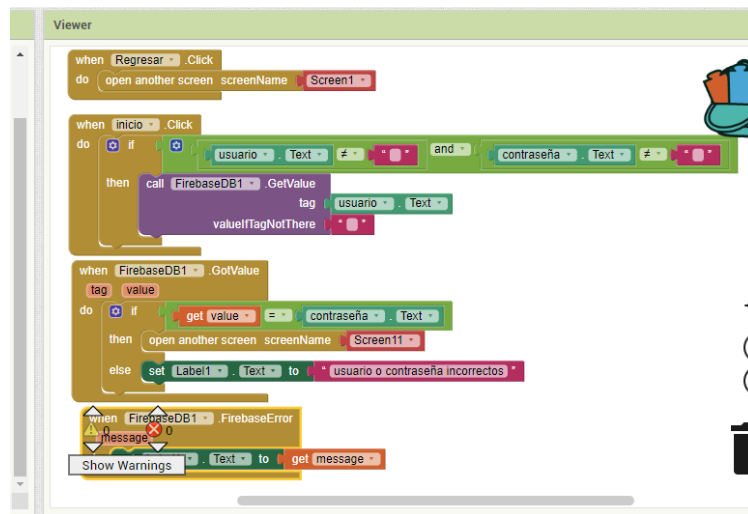 Viewer
when Regresar .Click
do open another screen screenName Screen1
when inicio .Click
do if usuario . Text ≠ " " and contraseña . Text ≠ " "
then call FirebaseDB1 .GetValue
tag usuario . Text
valueIfTagNotThere " "
when FirebaseDB1 .GotValue
tag value
do if get value = contraseña . Text
then open another screen screenName Screen11
else set Label1 . Text to " usuario o contraseña incorrectos "
when FirebaseDB1 .FirebaseError
0 0
message
. Text to get message
Show Warnings